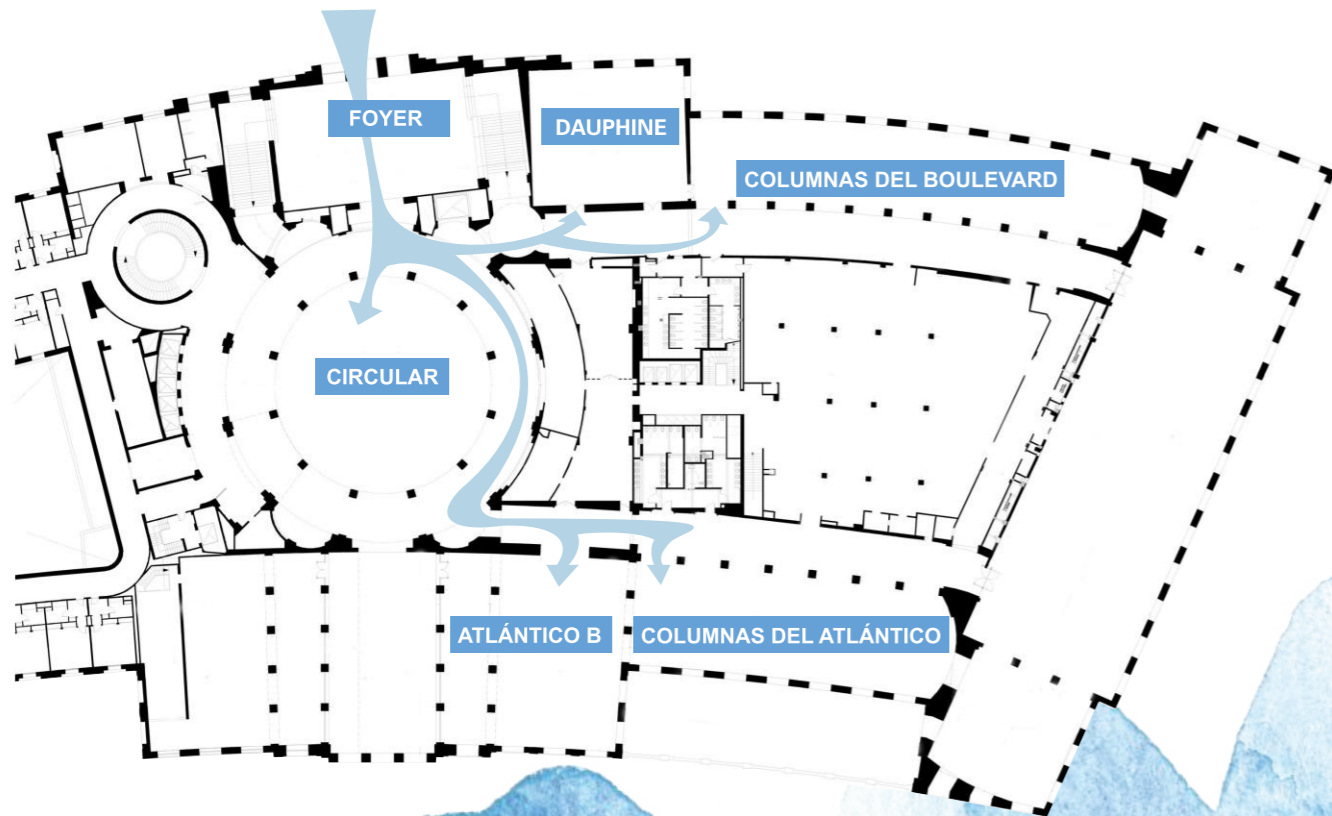 FOYER
DAUPHINE
COLUMNAS DEL BOULEVARD
CIRCULAR
ATLÁNTICO B
COLUMNAS DEL ATLÁNTICO